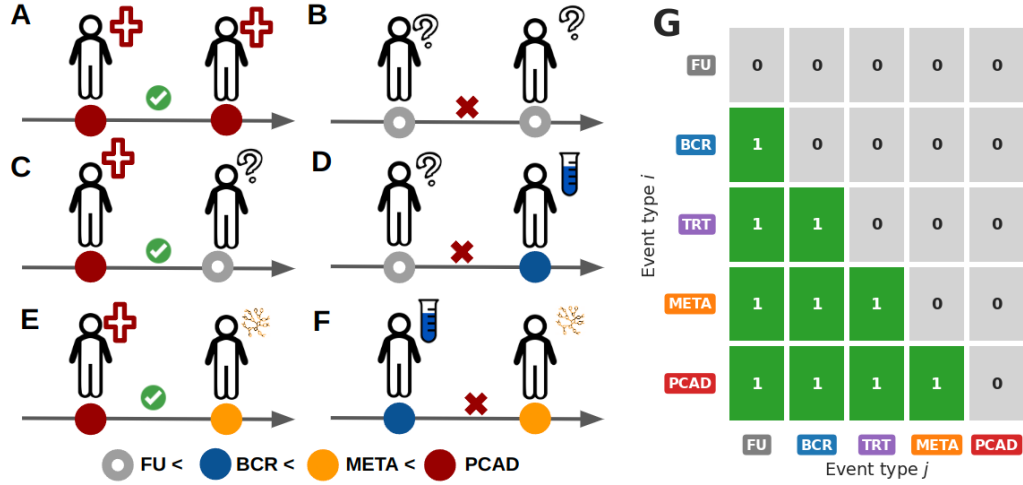 A
B
C
D
E
F
FU < BCR < META < PCAD
G
Event type i
FU 0 0 0 0 0
BCR 1 0 0 0 0
TRT 1 1 0 0 0
META 1 1 1 0 0
PCAD 1 1 1 1 0
FU BCR TRT META PCAD
Event type j